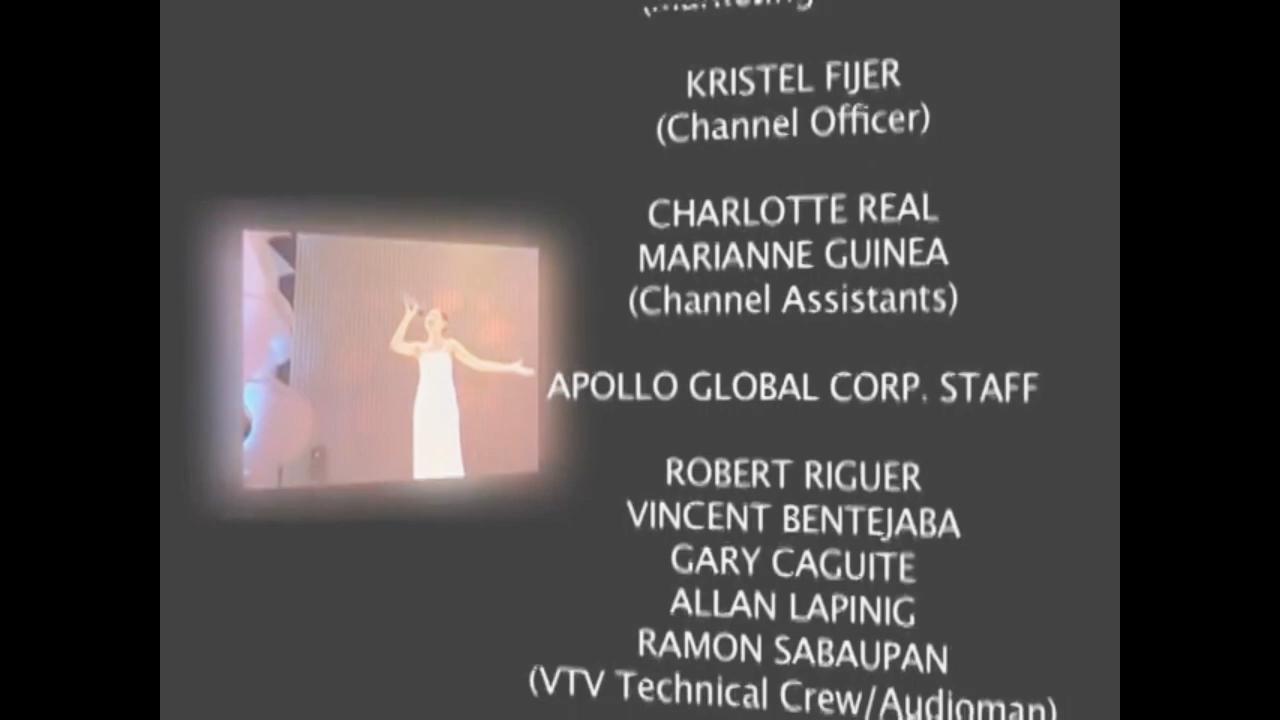 KRISTEL FIJER
(Channel Officer)
CHARLOTTE REAL
MARIANNE GUINEA
(Channel Assistants)
APOLLO GLOBAL CORP. STAFF
ROBERT RIGUER
VINCENT BENTEJABA
GARY CAGUITE
ALLAN LAPINIG
RAMON SABAUPAN
(VTV Technical Crew/Audioman)